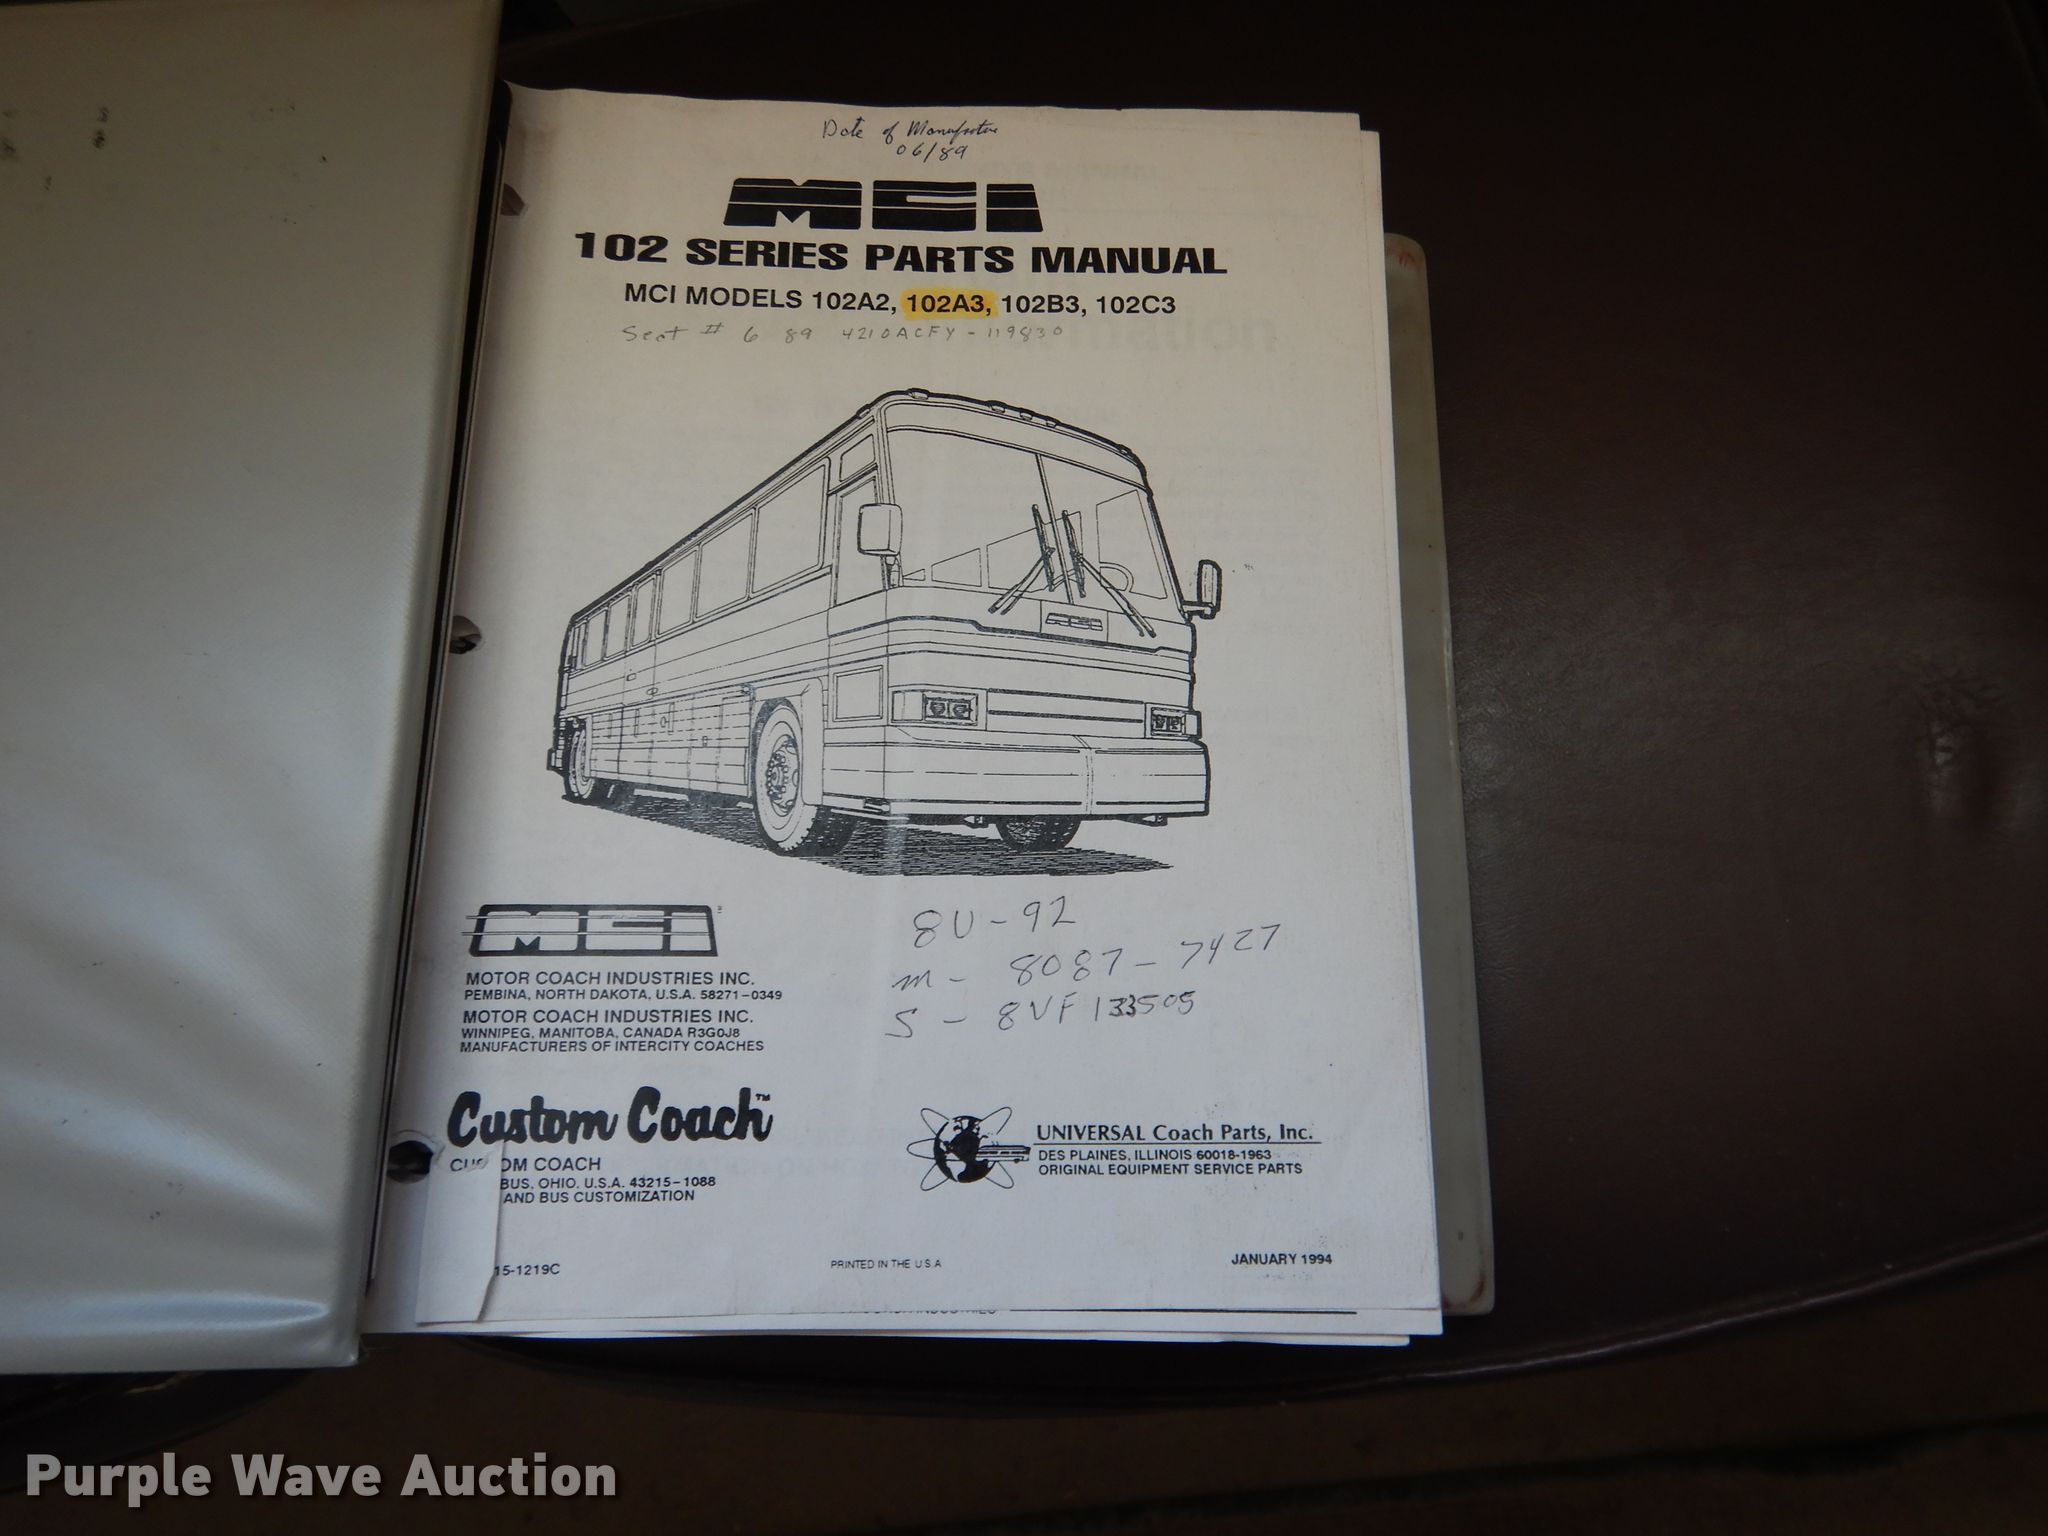 Date of Manufacture
06/89
MCI
102 SERIES PARTS MANUAL
MCI MODELS 102A2, 102A3, 102B3, 102C3
Seat # 6 89 4210ACFY-119830
MCI
8V-92
m- 8087-7427
S- 8VF133505
MCI
MOTOR COACH INDUSTRIES INC.
PEMBINA, NORTH DAKOTA, U.S.A. 58271-0349
MOTOR COACH INDUSTRIES INC.
WINNIPEG, MANITOBA, CANADA R3G0J8
MANUFACTURERS OF INTERCITY COACHES
Custom Coach™
OM COACH
BUS, OHIO. U.S.A. 43215-1088
AND BUS CUSTOMIZATION
UNIVERSAL Coach Parts, Inc.
DES PLAINES, ILLINOIS 60018-1963
ORIGINAL EQUIPMENT SERVICE PARTS
15-1219C
PRINTED IN THE U.S.A
JANUARY 1994
Purple Wave Auction